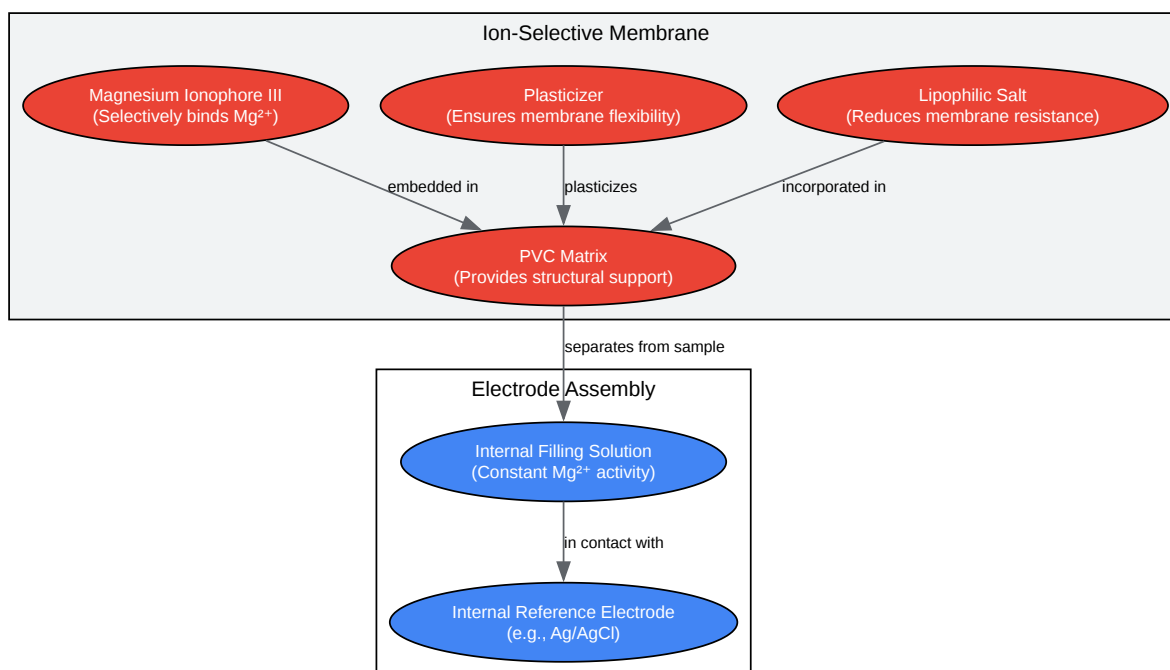 Ion-Selective Membrane
Magnesium Ionophore III
(Selectively binds Mg²⁺)
Plasticizer
(Ensures membrane flexibility)
Lipophilic Salt
(Reduces membrane resistance)
embedded in
plasticizes
incorporated in
PVC Matrix
(Provides structural support)
separates from sample
Electrode Assembly
Internal Filling Solution
(Constant Mg²⁺ activity)
in contact with
Internal Reference Electrode
(e.g., Ag/AgCl)